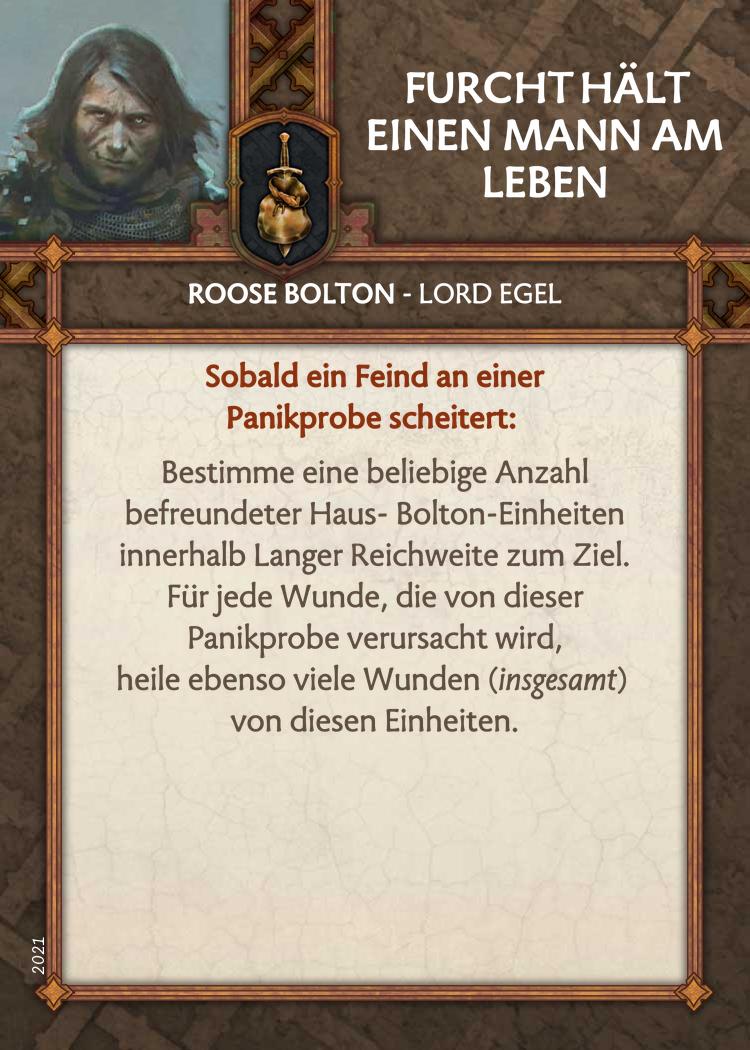 FURCHT HÄLT
EINEN MANN AM
LEBEN
ROOSE BOLTON - LORD EGEL
Sobald ein Feind an einer
Panikprobe scheitert:
Bestimme eine beliebige Anzahl
befreundeter Haus- Bolton-Einheiten
innerhalb Langer Reichweite zum Ziel.
Für jede Wunde, die von dieser
Panikprobe verursacht wird,
heile ebenso viele Wunden (insgesamt)
von diesen Einheiten.
2021